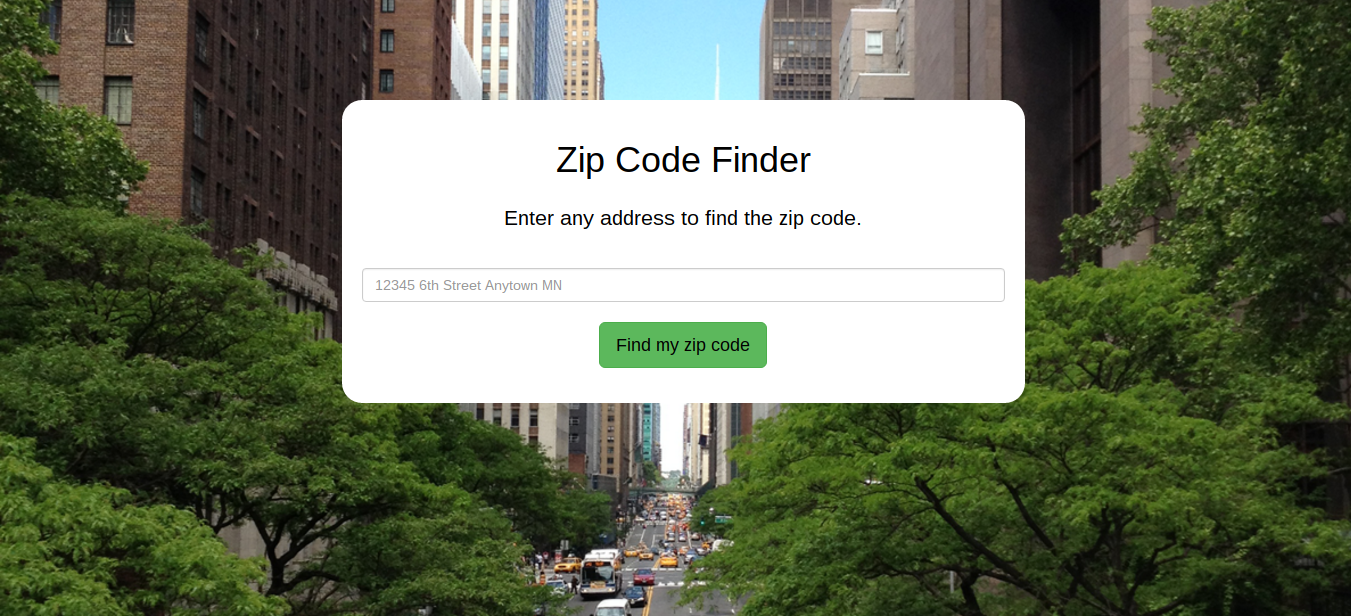 Zip Code Finder
Enter any address to find the zip code.
12345 6th Street Anytown MN
Find my zip code